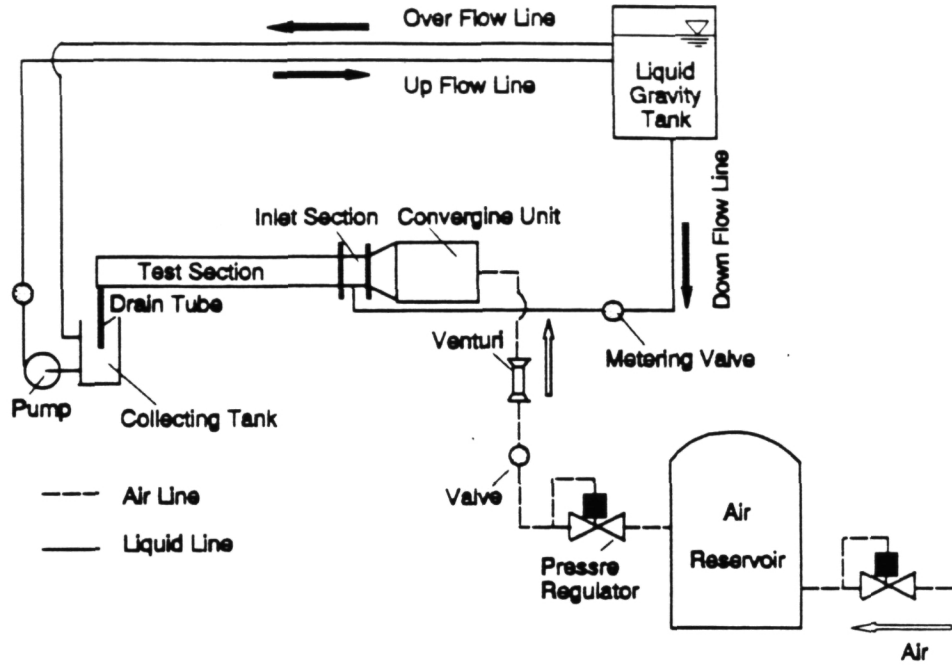 Over Flow Line
Up Flow Line
Liquid
Gravity
Tank
Down Flow Line
Inlet Section
Convergine Unit
Test Section
Drain Tube
Venturi
Metering Valve
Pump
Collecting Tank
Valve
Air Line
Liquid Line
Pressre
Regulator
Air
Reservoir
Air